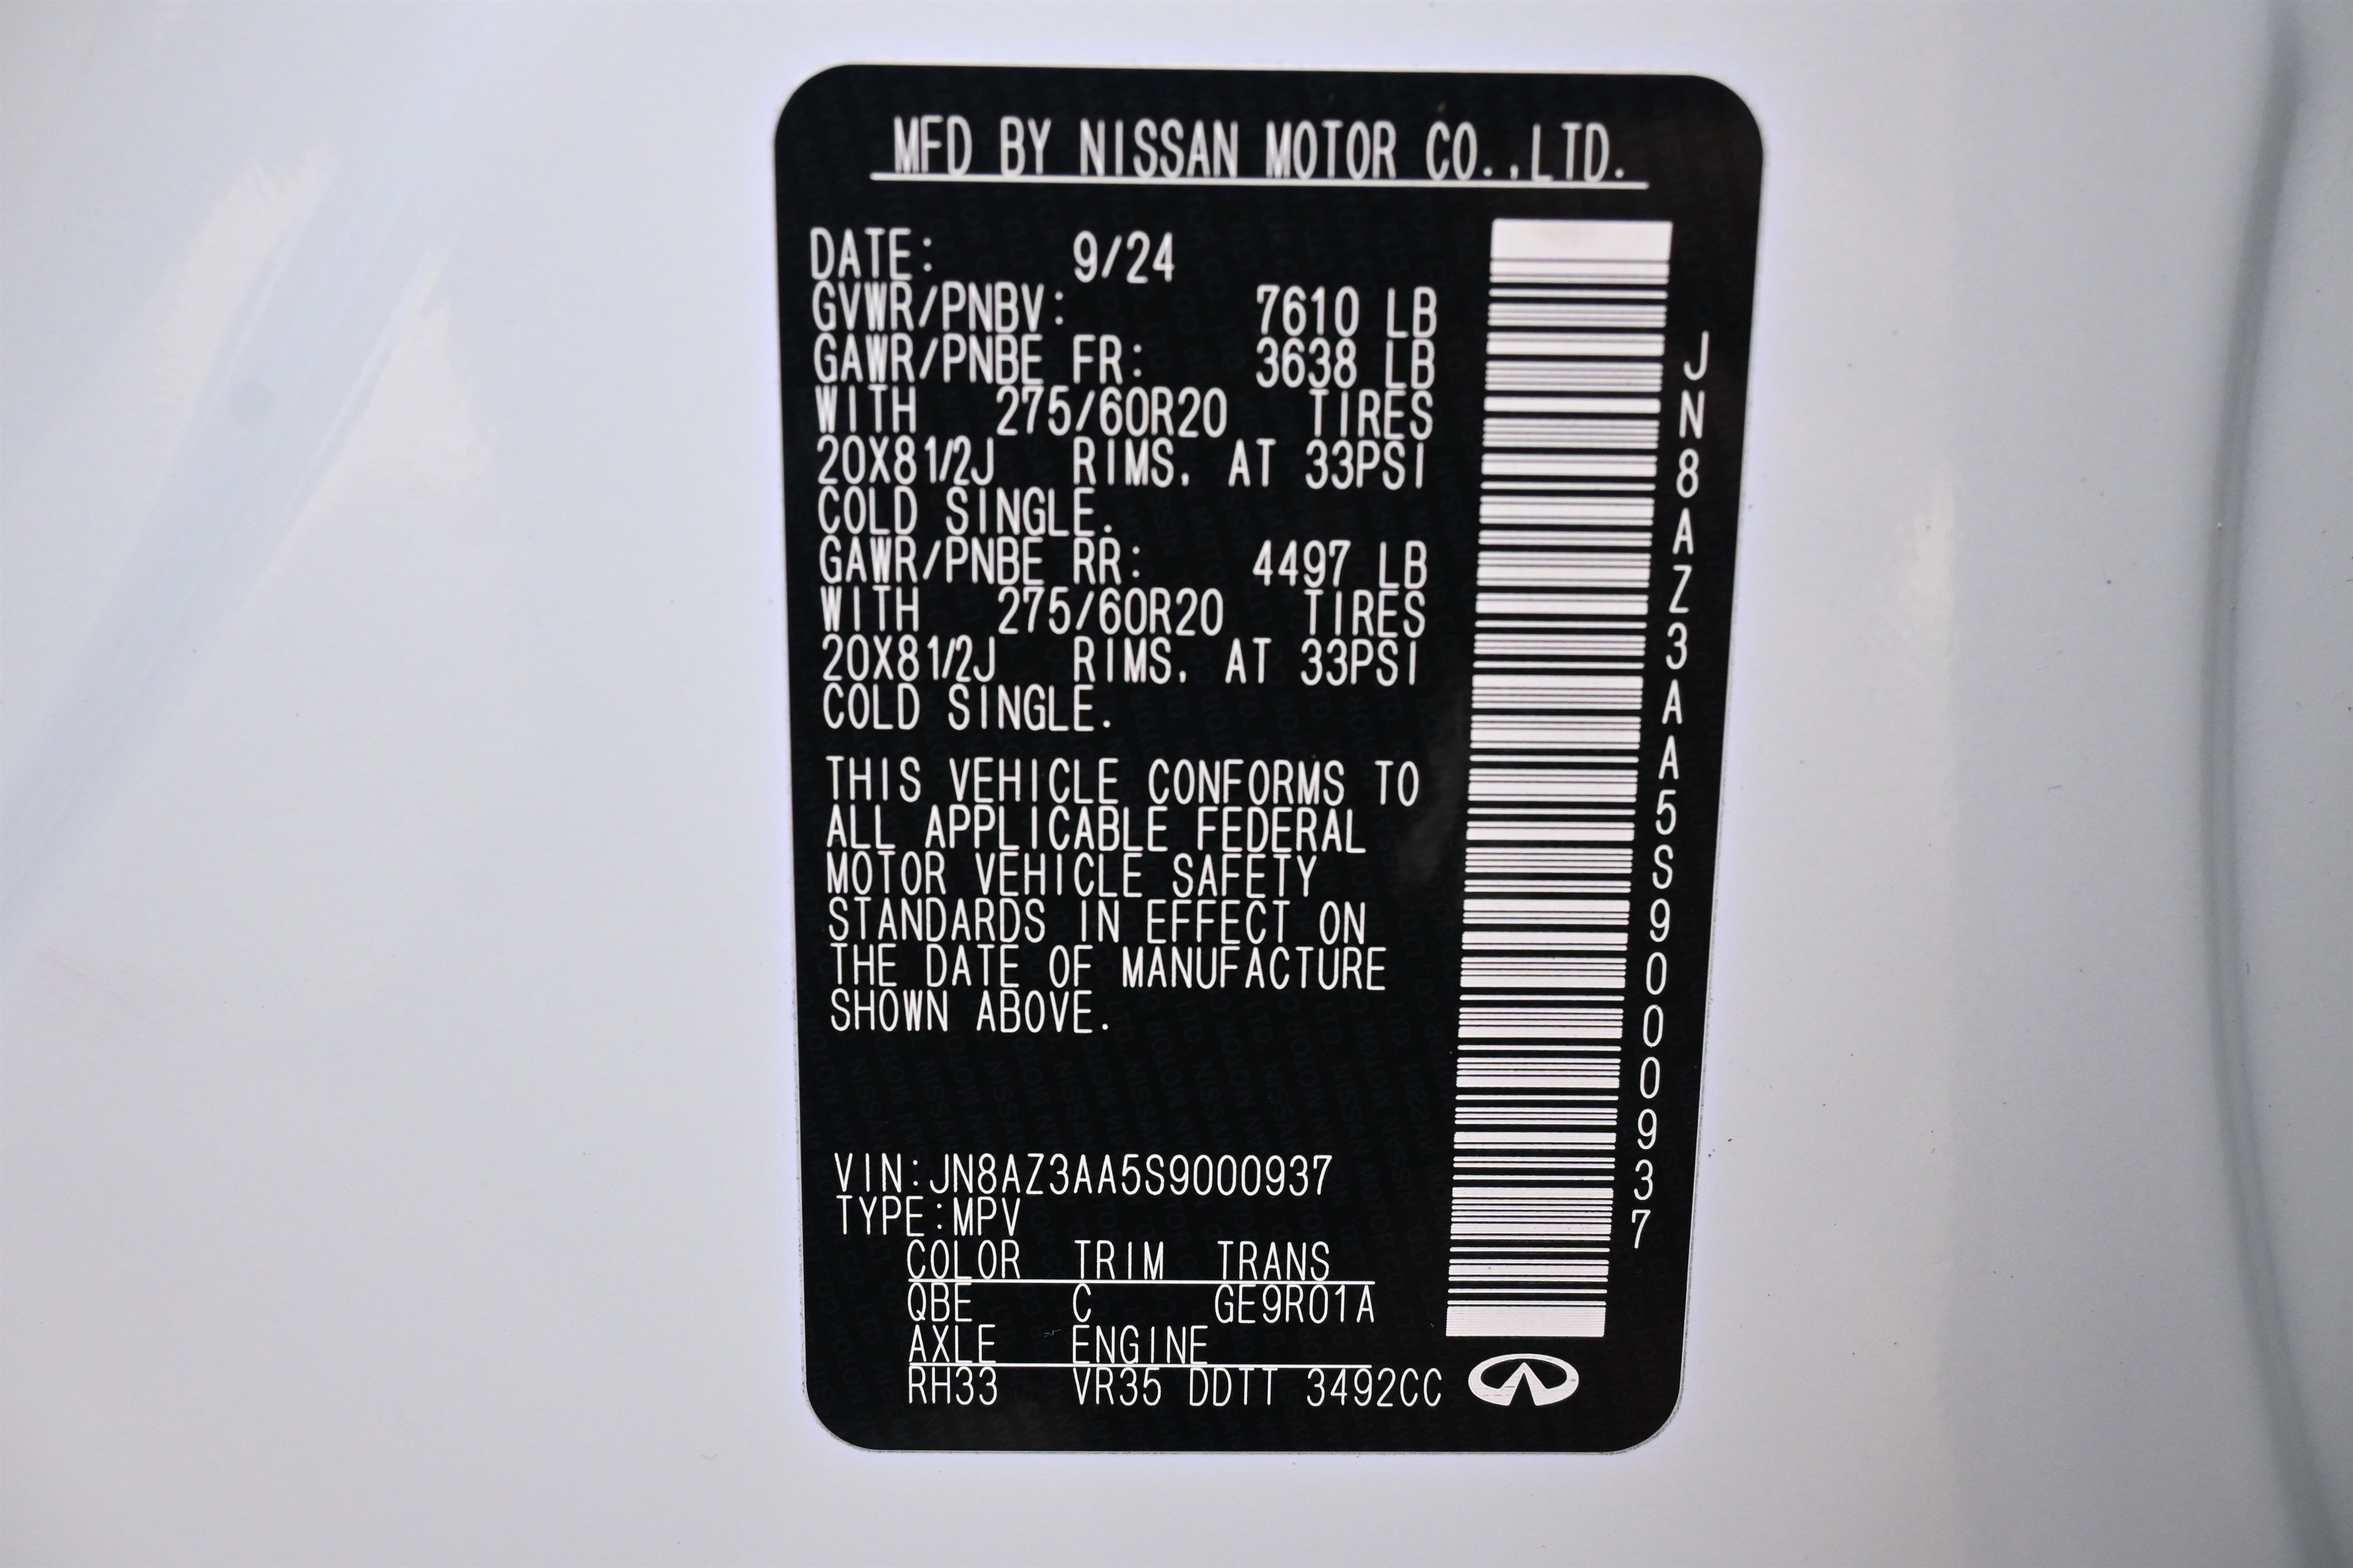 MFD BY NISSAN MOTOR CO.,LTD.
DATE: 9/24
GVWR/PNBV: 7610 LB
GAWR/PNBE FR: 3638 LB
WITH 275/60R20 TIRES
20X81/2J RIMS, AT 33PSI
COLD SINGLE.
GAWR/PNBE RR: 4497 LB
WITH 275/60R20 TIRES
20X81/2J RIMS, AT 33PSI
COLD SINGLE.
THIS VEHICLE CONFORMS TO
ALL APPLICABLE FEDERAL
MOTOR VEHICLE SAFETY
STANDARDS IN EFFECT ON
THE DATE OF MANUFACTURE
SHOWN ABOVE.
VIN:JN8AZ3AA5S9000937
TYPE:MPV
COLOR TRIM TRANS
QBE C GE9R01A
AXLE ENGINE
RH33 VR35 DDTT 3492CC
JN8AZ3AA5S9000937